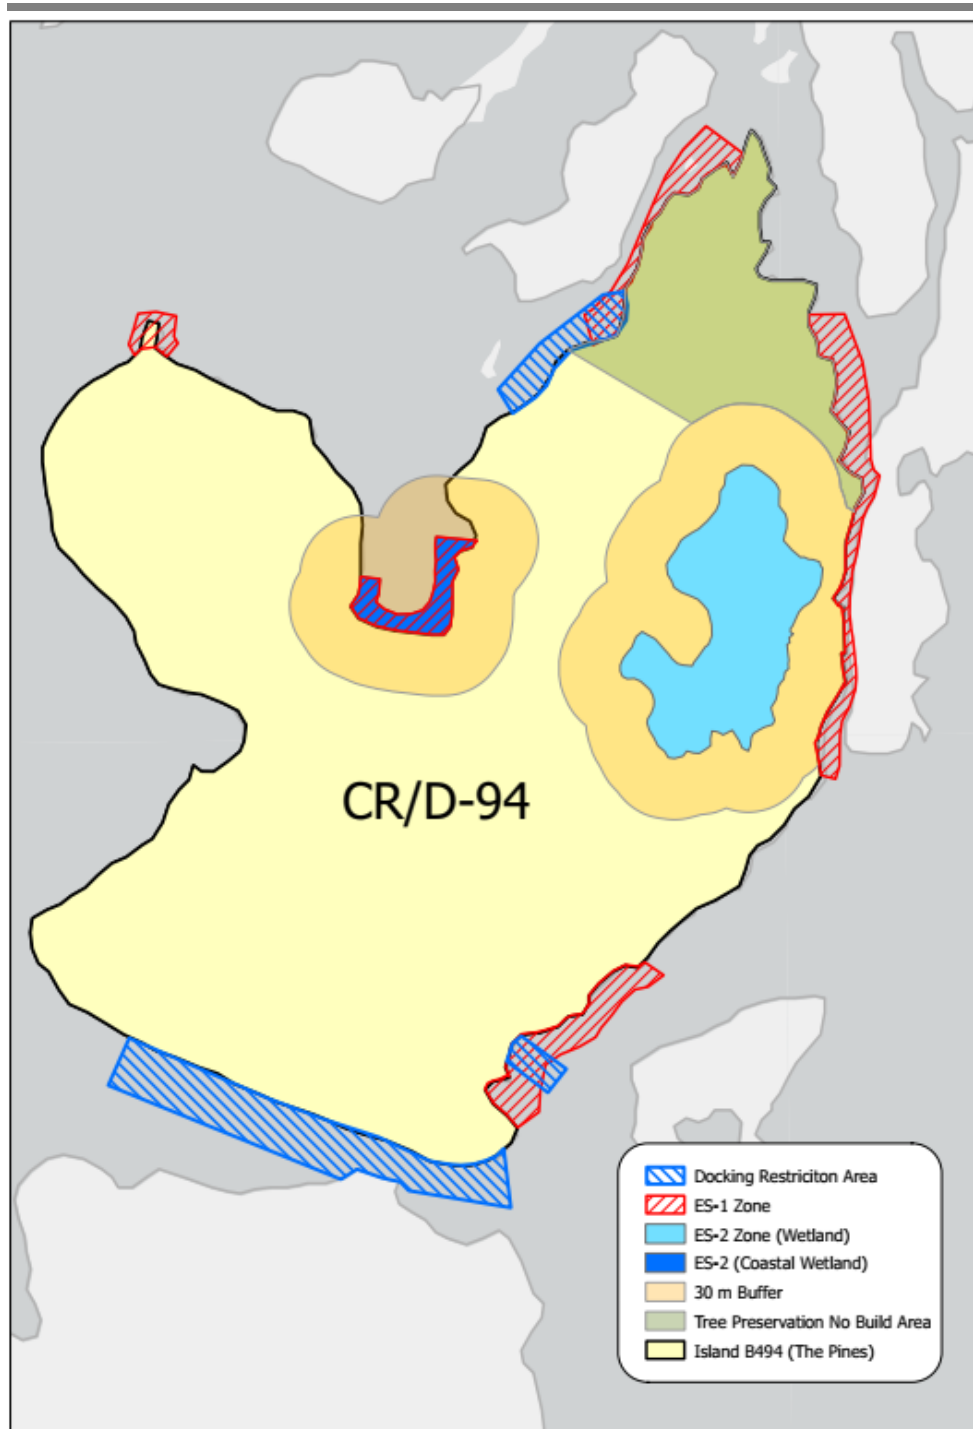 CR/D-94
Docking Restriciton Area
ES-1 Zone
ES-2 Zone (Wetland)
ES-2 (Coastal Wetland)
30 m Buffer
Tree Preservation No Build Area
Island B494 (The Pines)